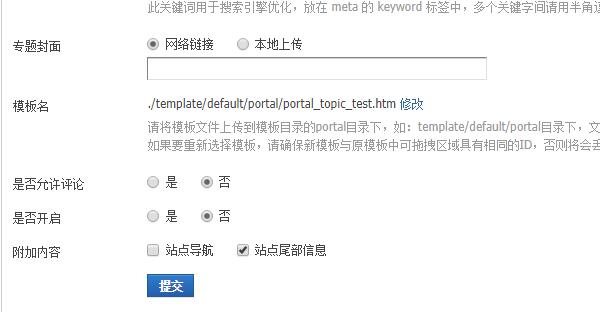 此关键词用于搜索引擎优化，放在 meta 的 keyword 标签中，多个关键字间请用半角逗
专题封面 网络链接 本地上传
模板名 ./template/default/portal/portal_topic_test.htm 修改
请将模板文件上传到模板目录的portal目录下，如：template/default/portal目录下，文
如果要重新选择模板，请确保新模板与原模板中可拖拽区域具有相同的ID，否则将会丢
是否允许评论 是 否
是否开启 是 否
附加内容 站点导航 站点尾部信息
提交